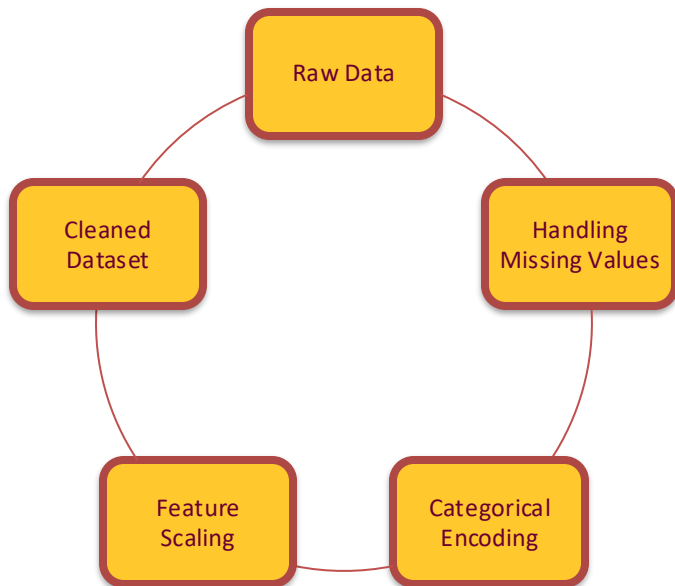 Raw Data
Handling
Missing Values
Categorical
Encoding
Feature
Scaling
Cleaned
Dataset